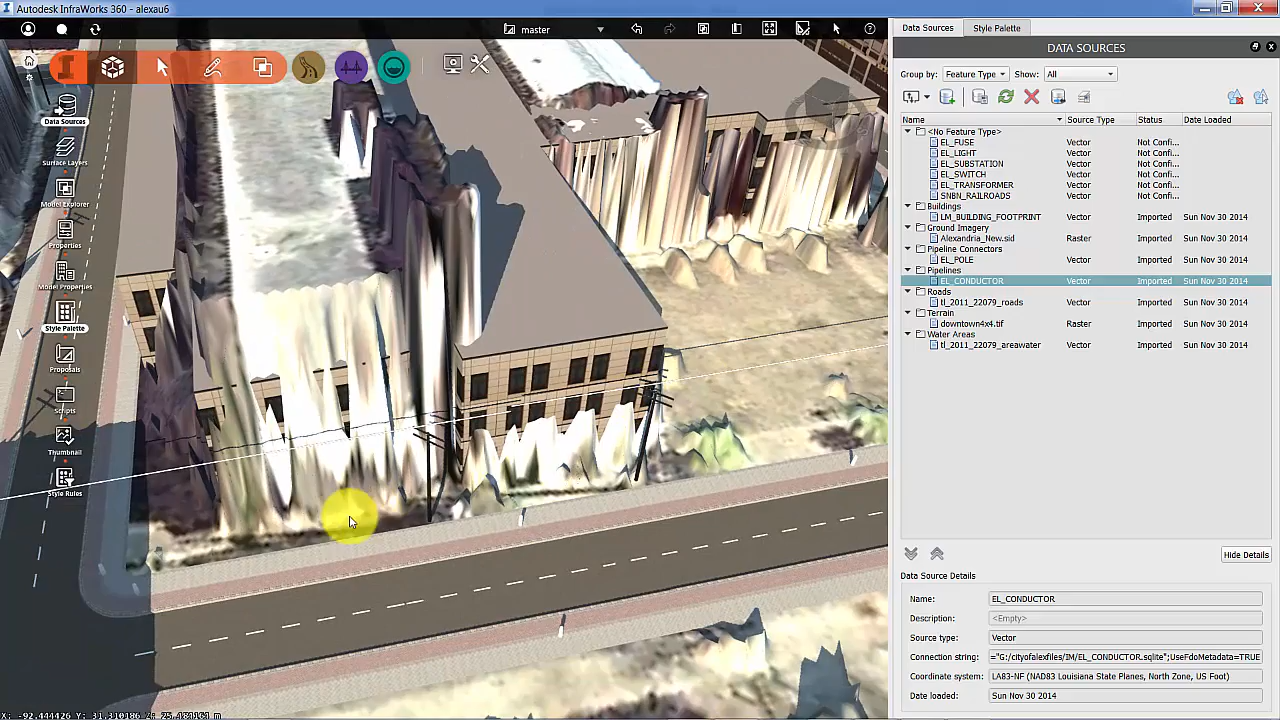 Autodesk InfraWorks 360 - alexau6
master
Data Sources
Surface Layers
Model Explorer
Properties
Model Properties
Style Palette
Proposals
Scripts
Thumbnail
Style Rules
X: -92.444426 Y: 31.310186 Z: 25.484161 m
Data Sources
Style Palette
DATA SOURCES
Group by: Feature Type Show: All
Name Source Type Status Date Loaded
<No Feature Type>
EL_FUSE Vector Not Confi...
EL_LIGHT Vector Not Confi...
EL_SUBSTATION Vector Not Confi...
EL_SWITCH Vector Not Confi...
EL_TRANSFORMER Vector Not Confi...
SNBN_RAILROADS Vector Not Confi...
Buildings
LM_BUILDING_FOOTPRINT Vector Imported Sun Nov 30 2014
Ground Imagery
Alexandria_New.sid Raster Imported Sun Nov 30 2014
Pipeline Connectors
EL_POLE Vector Imported Sun Nov 30 2014
Pipelines
EL_CONDUCTOR Vector Imported Sun Nov 30 2014
Roads
tl_2011_22079_roads Vector Imported Sun Nov 30 2014
Terrain
downtown4x4.tif Raster Imported Sun Nov 30 2014
Water Areas
tl_2011_22079_areawater Vector Imported Sun Nov 30 2014
Hide Details
Data Source Details
Name: EL_CONDUCTOR
Description: <Empty>
Source type: Vector
Connection string: ="G:/cityofalexfiles/IM/EL_CONDUCTOR.sqlite";UseFdoMetadata=TRUE
Coordinate system: LA83-NF (NAD83 Louisiana State Planes, North Zone, US Foot)
Date loaded: Sun Nov 30 2014